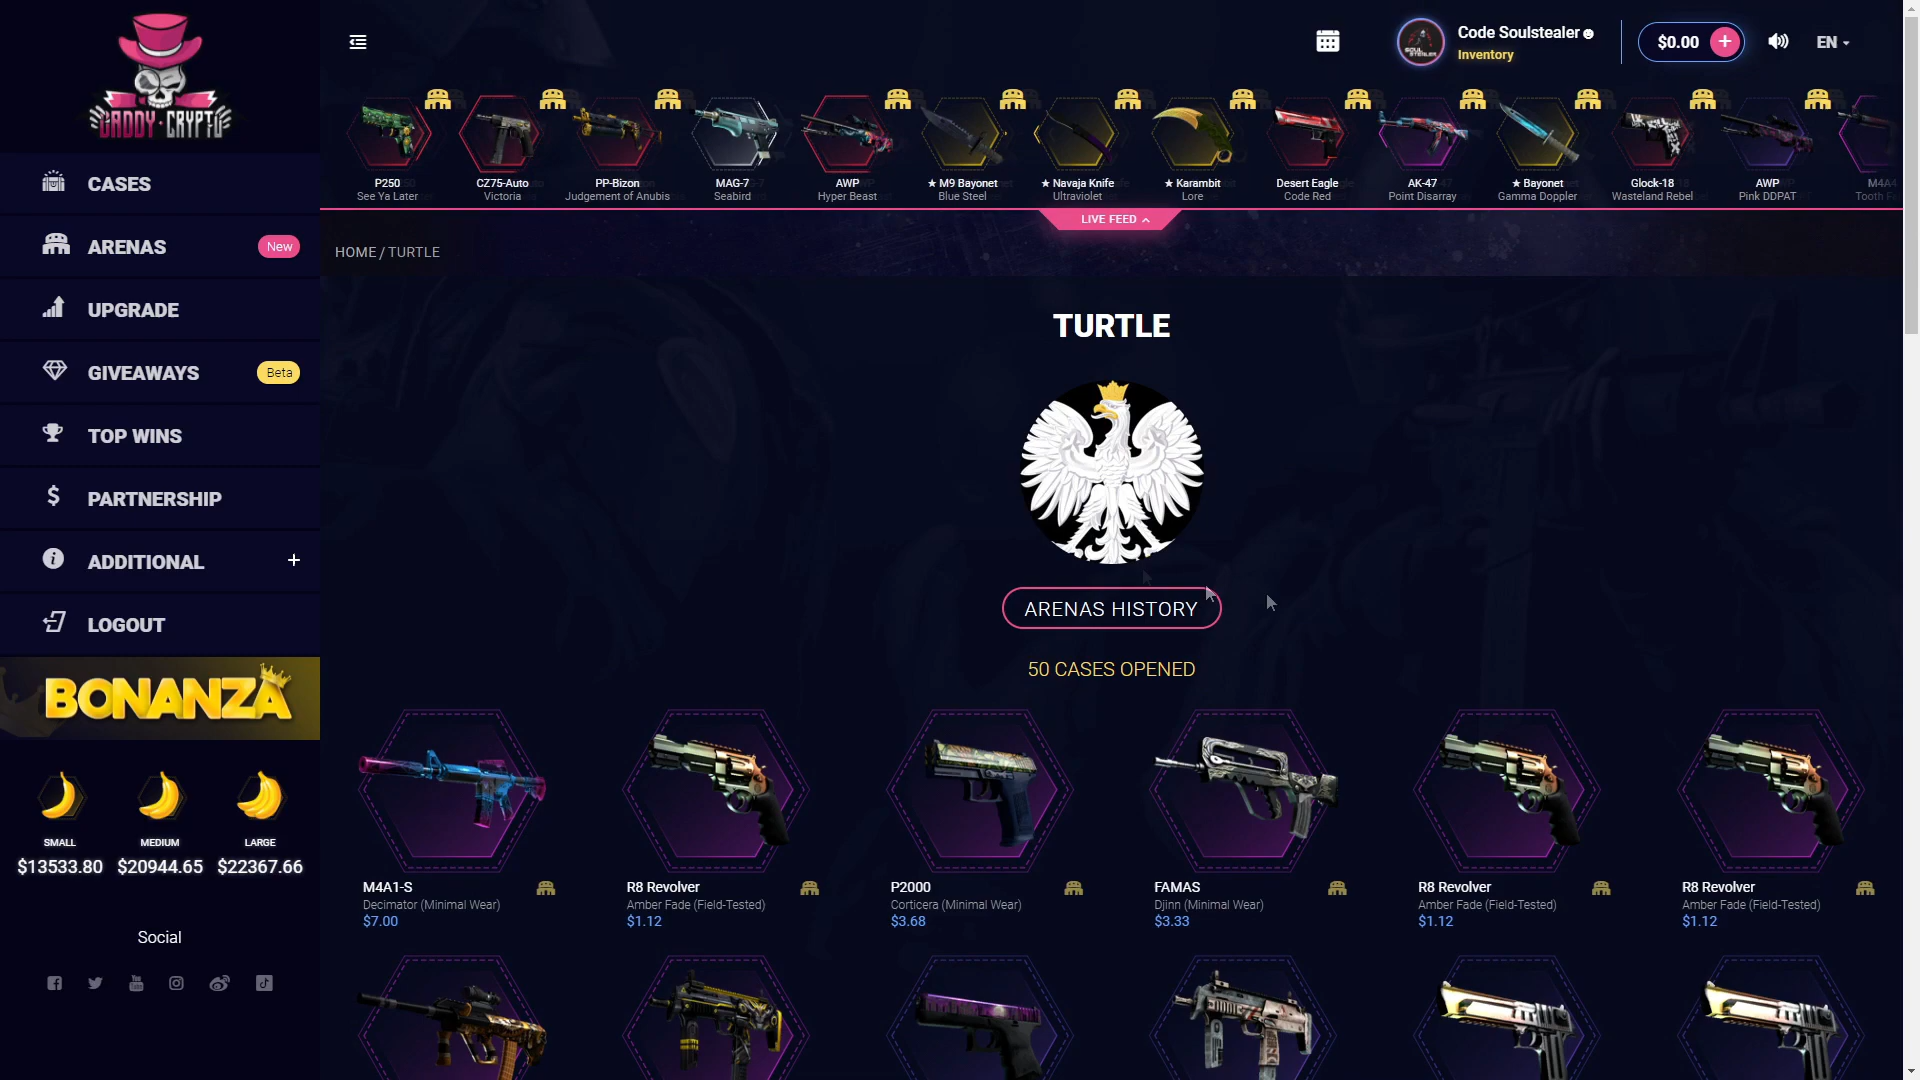 DADDY CRYPTO
CASES
ARENAS
New
UPGRADE
GIVEAWAYS
Beta
TOP WINS
PARTNERSHIP
ADDITIONAL
LOGOUT
BONANZA
SMALL
MEDIUM
LARGE
$13533.80
$20944.65
$22367.66
Social
Code Soulstealer
Inventory
$0.00
EN
P250
See Ya Later
CZ75-Auto
Victoria
PP-Bizon
Judgement of Anubis
MAG-7
Seabird
AWP
Hyper Beast
★ M9 Bayonet
Blue Steel
★ Navaja Knife
Ultraviolet
★ Karambit
Lore
Desert Eagle
Code Red
AK-47
Point Disarray
★ Bayonet
Gamma Doppler
Glock-18
Wasteland Rebel
AWP
Pink DDPAT
M4A4
Tooth
LIVE FEED
HOME / TURTLE
TURTLE
ARENAS HISTORY
50 CASES OPENED
M4A1-S
Decimator (Minimal Wear)
$7.00
R8 Revolver
Amber Fade (Field-Tested)
$1.12
P2000
Corticera (Minimal Wear)
$3.68
FAMAS
Djinn (Minimal Wear)
$3.33
R8 Revolver
Amber Fade (Field-Tested)
$1.12
R8 Revolver
Amber Fade (Field-Tested)
$1.12